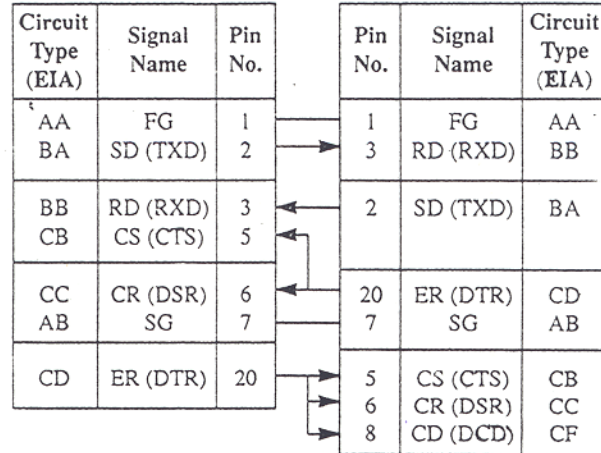 Circuit Type (EIA) Signal Name Pin No. Pin No. Signal Name Circuit Type (EIA)
AA FG 1 1 FG AA
BA SD (TXD) 2 3 RD (RXD) BB
BB RD (RXD) 3 2 SD (TXD) BA
CB CS (CTS) 5
CC CR (DSR) 6 20 ER (DTR) CD
AB SG 7 7 SG AB
CD ER (DTR) 20 5 CS (CTS) CB
6 CR (DSR) CC
8 CD (DCD) CF